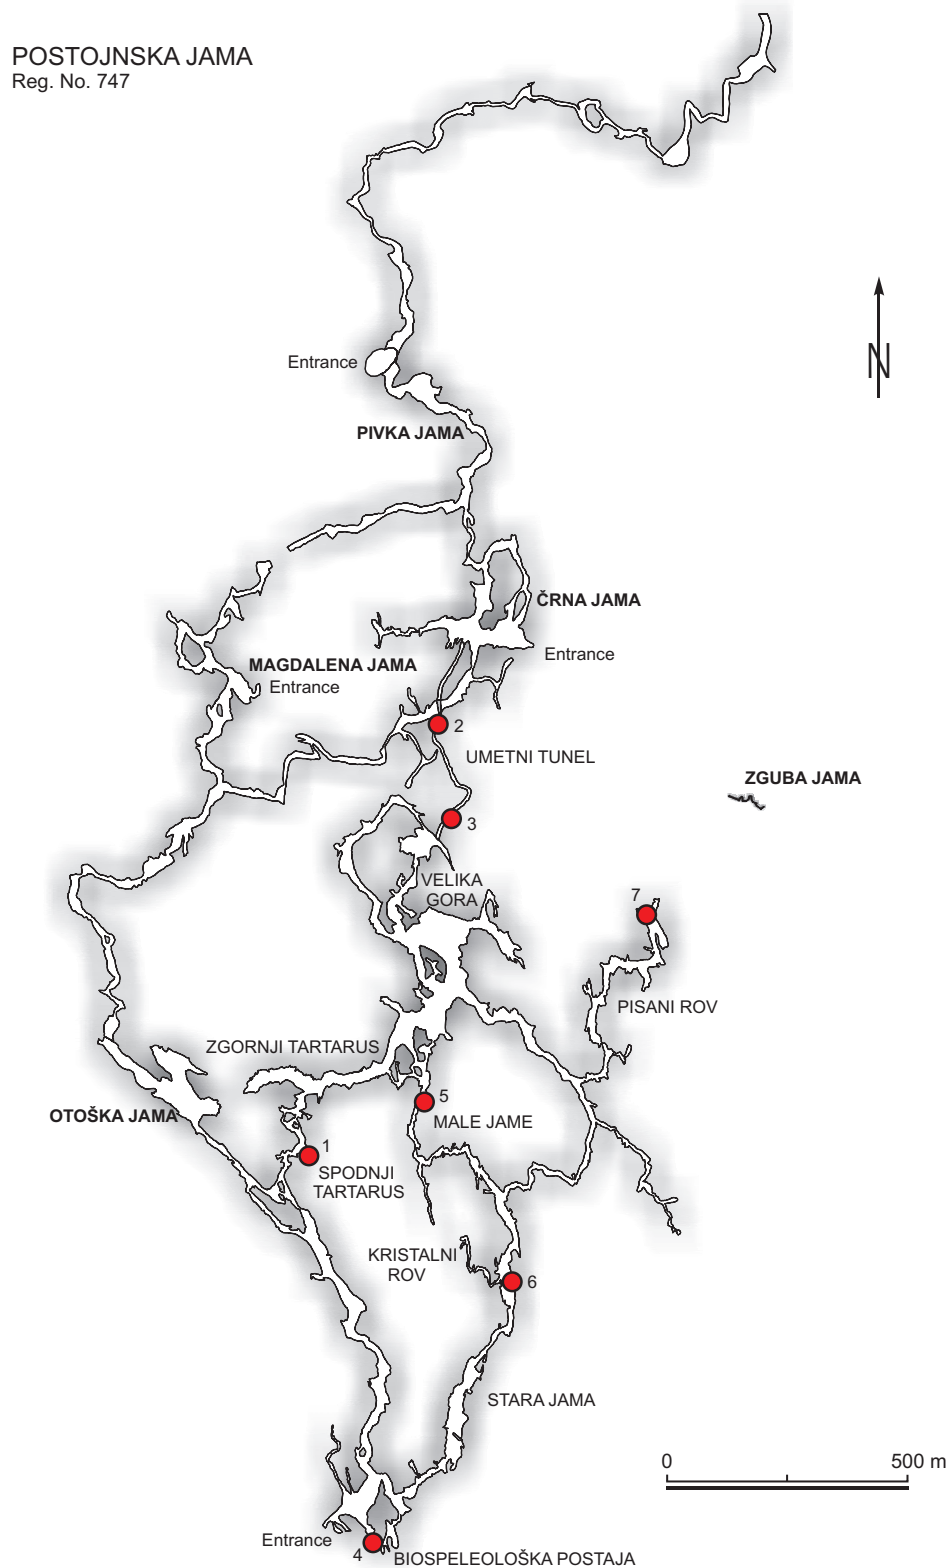 POSTOJNSKA JAMA
Reg. No. 747
N
Entrance
PIVKA JAMA
ČRNA JAMA
Entrance
MAGDALENA JAMA
Entrance
2
UMETNI TUNEL
ZGUBA JAMA
3
VELIKA
GORA
7
PISANI ROV
ZGORNJI TARTARUS
5
MALE JAME
OTOŠKA JAMA
1
SPODNJI
TARTARUS
KRISTALNI
ROV
6
STARA JAMA
0 500 m
Entrance
4
BIOSPELEOLOŠKA POSTAJA